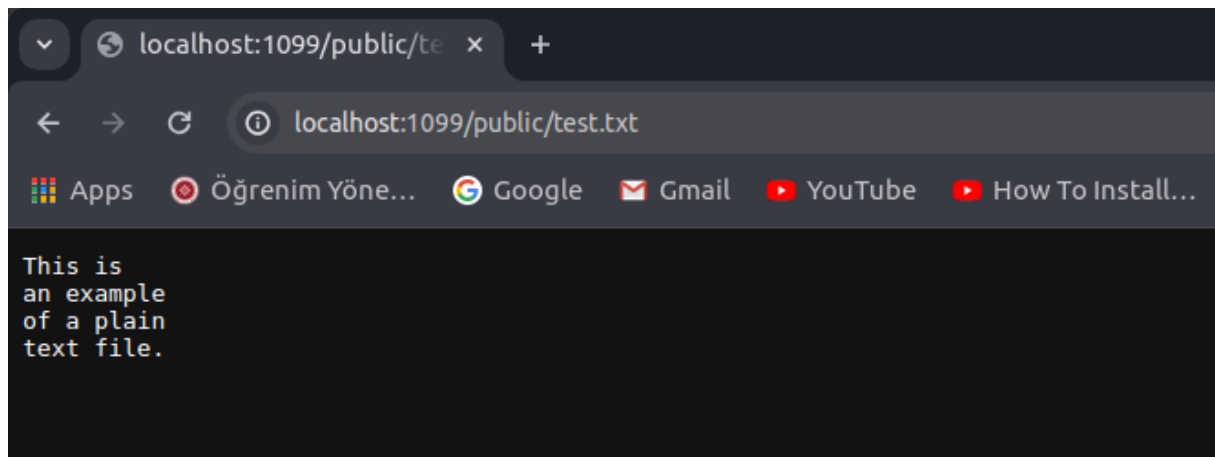 localhost:1099/public/te
localhost:1099/public/test.txt
Apps Öğrenim Yöne... Google Gmail YouTube How To Install...
This is
an example
of a plain
text file.